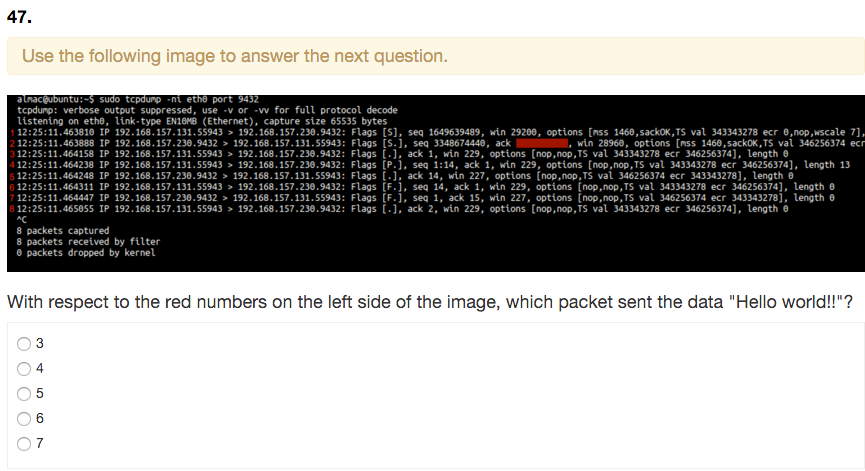 47.
Use the following image to answer the next question.
almac@ubuntu:~$ sudo tcpdump -ni eth0 port 9432
tcpdump: verbose output suppressed, use -v or -vv for full protocol decode
listening on eth0, link-type EN10MB (Ethernet), capture size 65535 bytes
1 12:25:11.463810 IP 192.168.157.131.55943 > 192.168.157.230.9432: Flags [S], seq 1649639489, win 29200, options [mss 1460,sackOK,TS val 343343278 ecr 0,nop,wscale 7],
2 12:25:11.463888 IP 192.168.157.230.9432 > 192.168.157.131.55943: Flags [S.], seq 3348674440, ack , win 28960, options [mss 1460,sackOK,TS val 346256374 ecr
3 12:25:11.464158 IP 192.168.157.131.55943 > 192.168.157.230.9432: Flags [.], ack 1, win 229, options [nop,nop,TS val 343343278 ecr 346256374], length 0
4 12:25:11.464238 IP 192.168.157.131.55943 > 192.168.157.230.9432: Flags [P.], seq 1:14, ack 1, win 229, options [nop,nop,TS val 343343278 ecr 346256374], length 13
5 12:25:11.464248 IP 192.168.157.230.9432 > 192.168.157.131.55943: Flags [.], ack 14, win 227, options [nop,nop,TS val 346256374 ecr 343343278], length 0
6 12:25:11.464311 IP 192.168.157.131.55943 > 192.168.157.230.9432: Flags [F.], seq 14, ack 1, win 229, options [nop,nop,TS val 343343278 ecr 346256374], length 0
7 12:25:11.464447 IP 192.168.157.230.9432 > 192.168.157.131.55943: Flags [F.], seq 1, ack 15, win 227, options [nop,nop,TS val 346256374 ecr 343343278], length 0
8 12:25:11.465055 IP 192.168.157.131.55943 > 192.168.157.230.9432: Flags [.], ack 2, win 229, options [nop,nop,TS val 343343278 ecr 346256374], length 0
^C
8 packets captured
8 packets received by filter
0 packets dropped by kernel
With respect to the red numbers on the left side of the image, which packet sent the data "Hello world!!"?
3
4
5
6
7